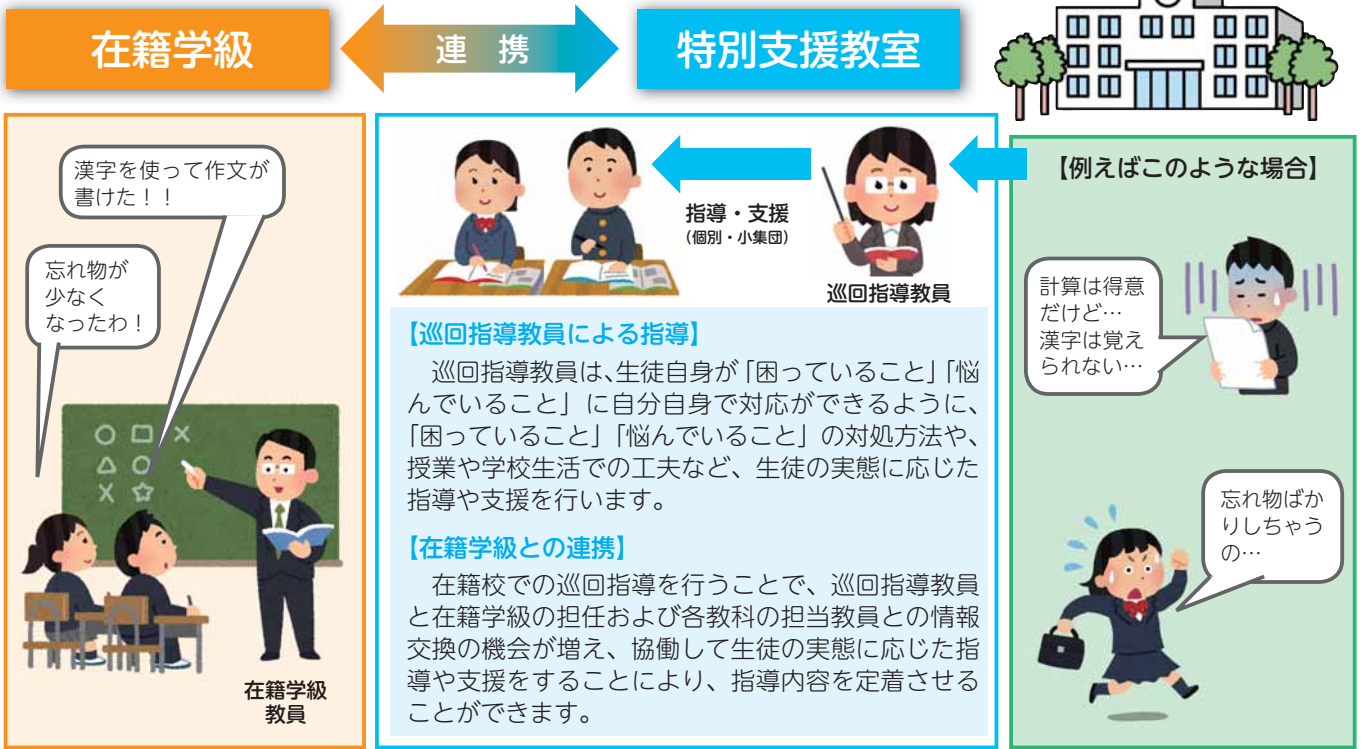 在籍学級
連 携
特別支援教室
漢字を使って作文が
書けた！！
忘れ物が
少なく
なったわ！
在籍学級
教員
指導・支援
（個別・小集団）
巡回指導教員
【巡回指導教員による指導】
巡回指導教員は、生徒自身が「困っていること」「悩
んでいること」に自分自身で対応ができるように、
「困っていること」「悩んでいること」の対処方法や、
授業や学校生活での工夫など、生徒の実態に応じた
指導や支援を行います。
【在籍学級との連携】
在籍校での巡回指導を行うことで、巡回指導教員
と在籍学級の担任および各教科の担当教員との情報
交換の機会が増え、協働して生徒の実態に応じた指
導や支援をすることにより、指導内容を定着させる
ことができます。
【例えばこのような場合】
計算は得意
だけど…
漢字は覚え
られない…
忘れ物ばか
りしちゃう
の…